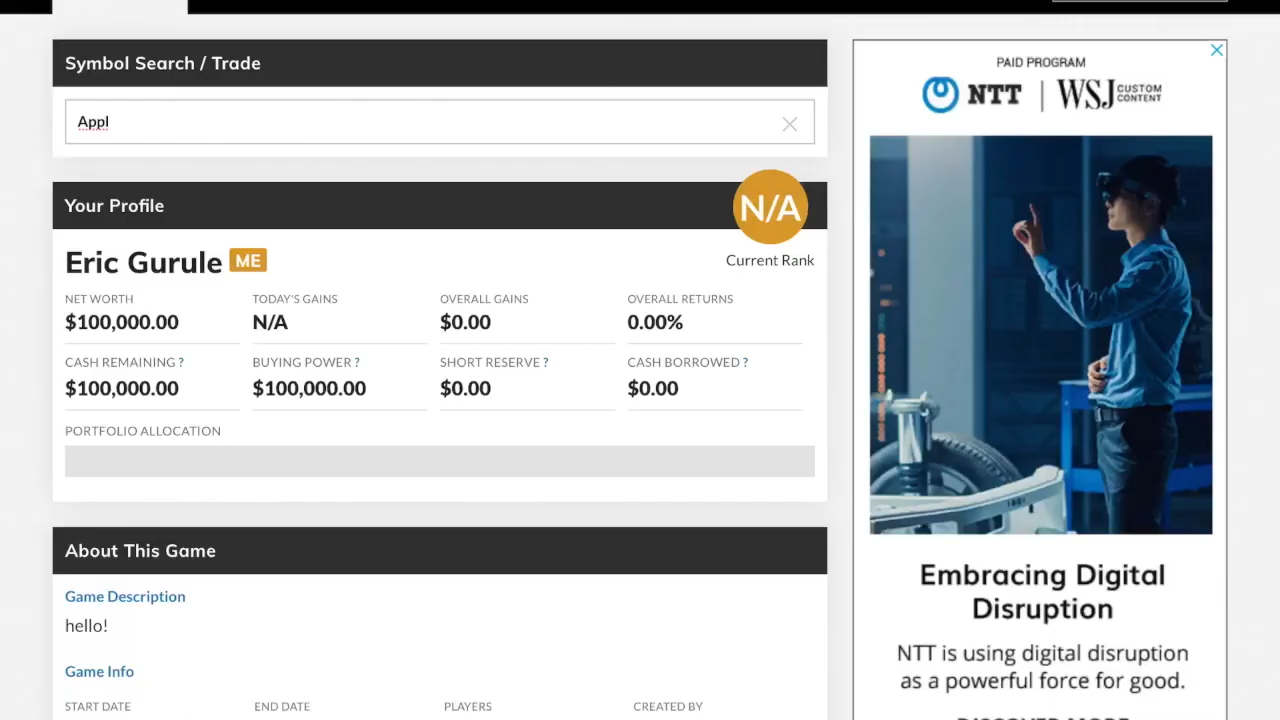 Symbol Search / Trade
Appl
Your Profile
N/A
Eric Gurule ME
Current Rank
NET WORTH TODAY'S GAINS OVERALL GAINS OVERALL RETURNS
$100,000.00 N/A $0.00 0.00%
CASH REMAINING ? BUYING POWER ? SHORT RESERVE ? CASH BORROWED ?
$100,000.00 $100,000.00 $0.00 $0.00
PORTFOLIO ALLOCATION
About This Game
Game Description
hello!
Game Info
START DATE END DATE PLAYERS CREATED BY
PAID PROGRAM
NTT | WSJ CUSTOM CONTENT
Embracing Digital
Disruption
NTT is using digital disruption
as a powerful force for good.
DISCOVER MORE